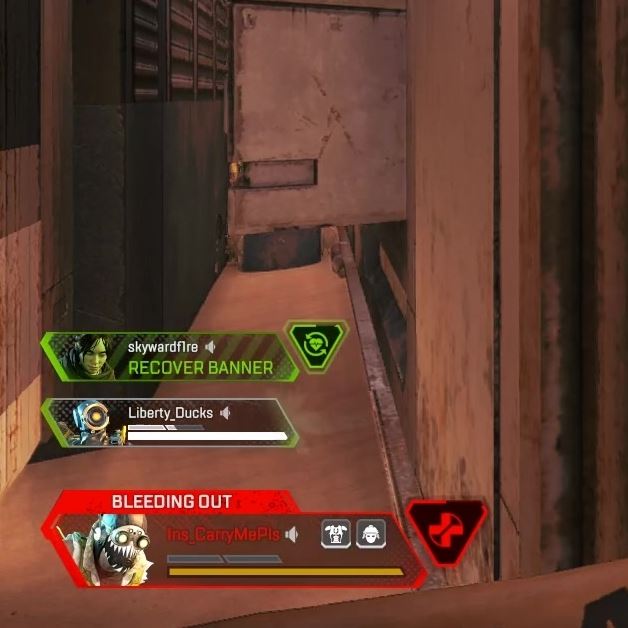 skywardf1re
RECOVER BANNER
Liberty_Ducks
BLEEDING OUT
Ins_CarryMePls